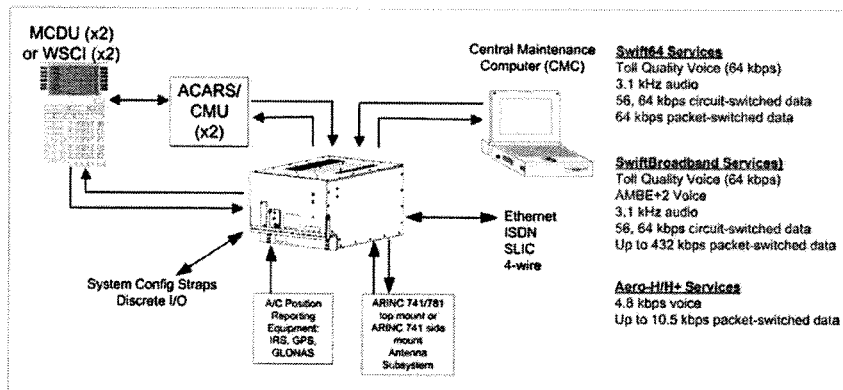 MCDU (x2)
or WSCI (x2)
ACARS/
CMU
(x2)
Central Maintenance
Computer (CMC)
Ethernet
ISDN
SLIC
4-wire
System Config Straps
Discrete I/O
A/C Position
Reporting
Equipment:
IRS, GPS,
GLONAS
ARINC 741/781
top mount or
ARINC 741 side
mount
Antenna
Subsystem
Swift64 Services
Toll Quality Voice (64 kbps)
3.1 kHz audio
56, 64 kbps circuit-switched data
64 kbps packet-switched data
SwiftBroadband Services)
Toll Quality Voice (64 kbps)
AMBE+2 Voice
3.1 kHz audio
56, 64 kbps circuit-switched data
Up to 432 kbps packet-switched data
Aero-H/H+ Services
4.8 kbps voice
Up to 10.5 kbps packet-switched data